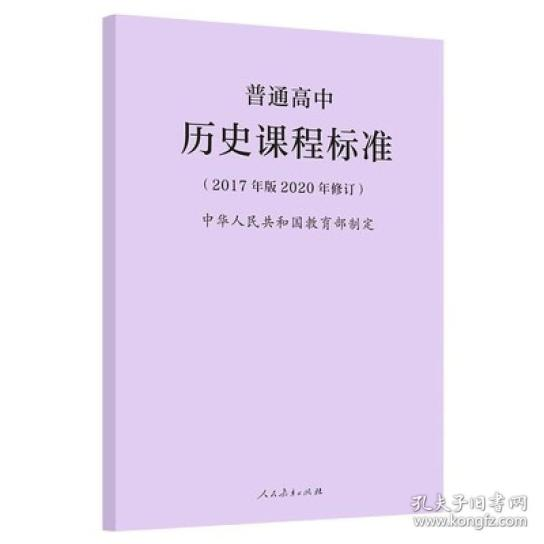 普通高中
历史课程标准
（2017年版2020年修订）
中华人民共和国教育部制定
人民教育出版社
孔夫子旧书网
www.kongfz.com